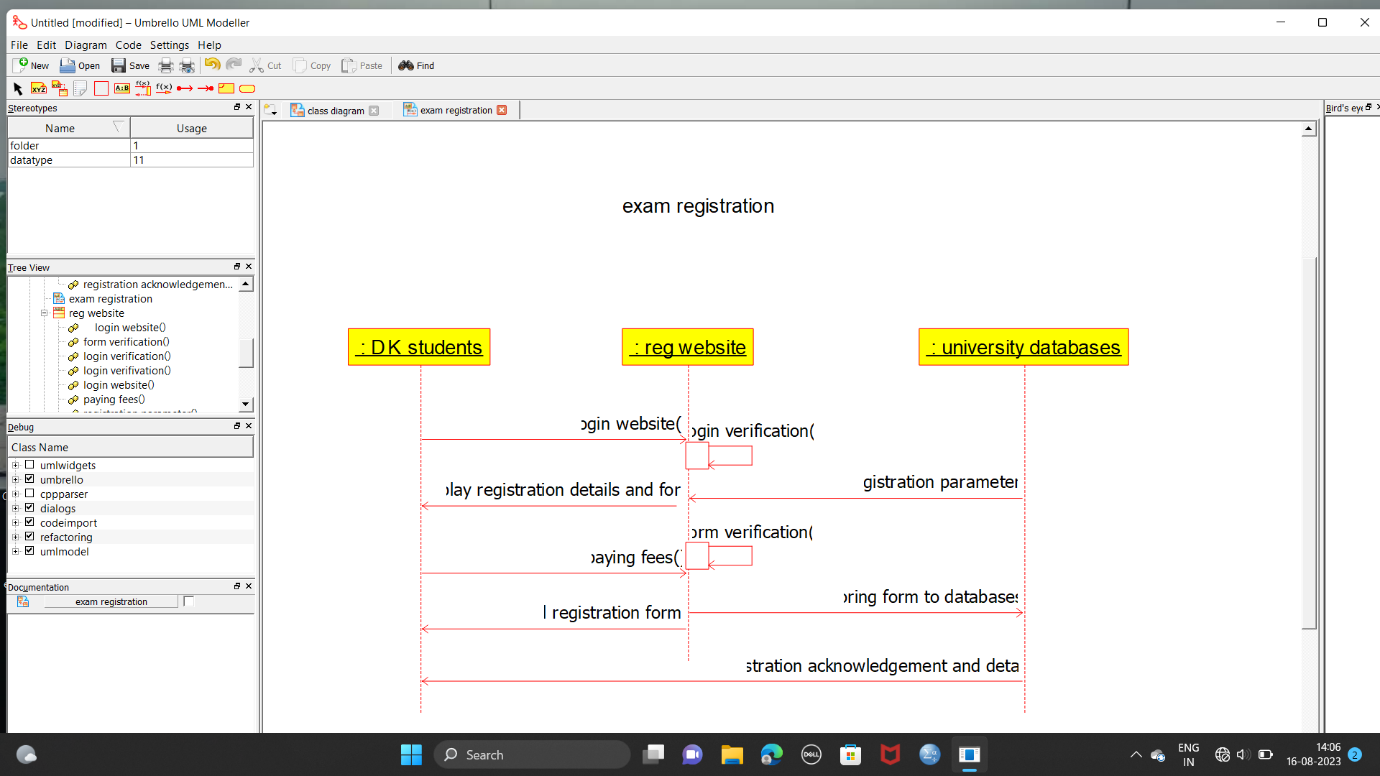 Untitled [modified] – Umbrello UML Modeller
File Edit Diagram Code Settings Help
New Open Save Cut Copy Paste Find
Stereotypes
Name Usage
folder 1
datatype 11
Tree View
registration acknowledgemen...
exam registration
reg website
login website()
form verification()
login verification()
login verifivation()
login website()
paying fees()
Debug
Class Name
umlwidgets
umbrello
cppparser
dialogs
codeimport
refactoring
umlmodel
Documentation
exam registration
class diagram
exam registration
Bird's eye
exam registration
: DK students
: reg website
: university databases
ogin website(
ogin verification(
gistration parameter
lay registration details and for
orm verification(
paying fees()
oring form to databases
l registration form
stration acknowledgement and deta
Search
DELL
ENG
IN
14:06
16-08-2023
2